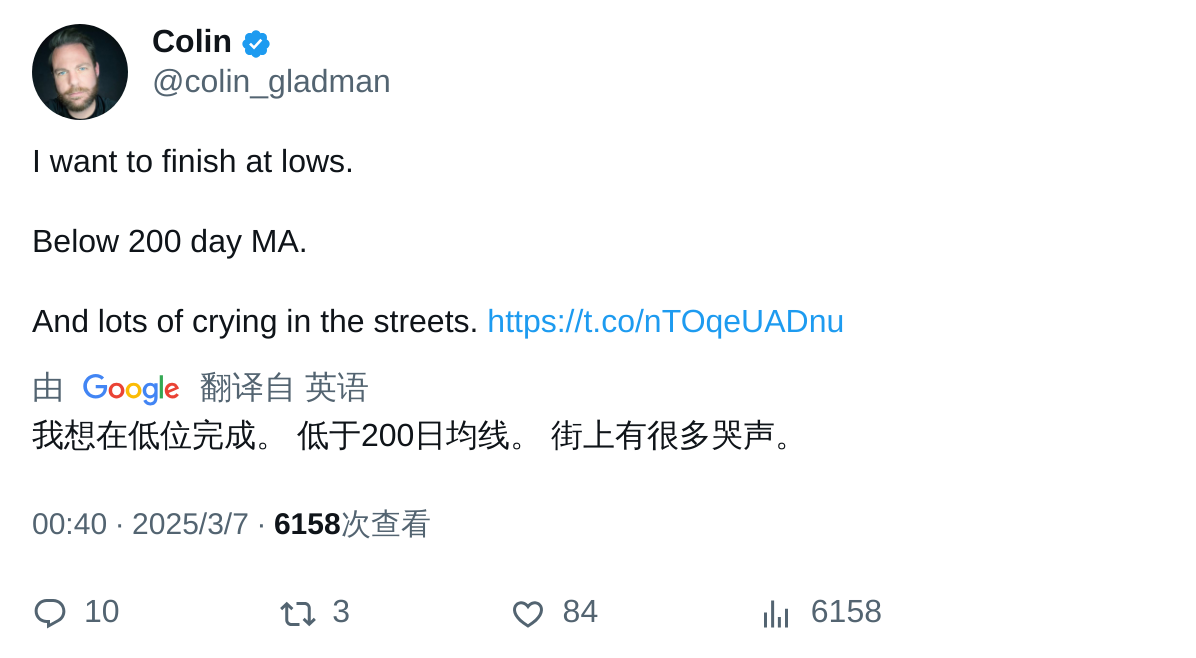 Colin
@colin_gladman
I want to finish at lows.
Below 200 day MA.
And lots of crying in the streets. https://t.co/nTOqeUADnu
由 Google 翻译自 英语
我想在低位完成。 低于200日均线。 街上有很多哭声。
00:40 · 2025/3/7 · 6158次查看
10 3 84 6158